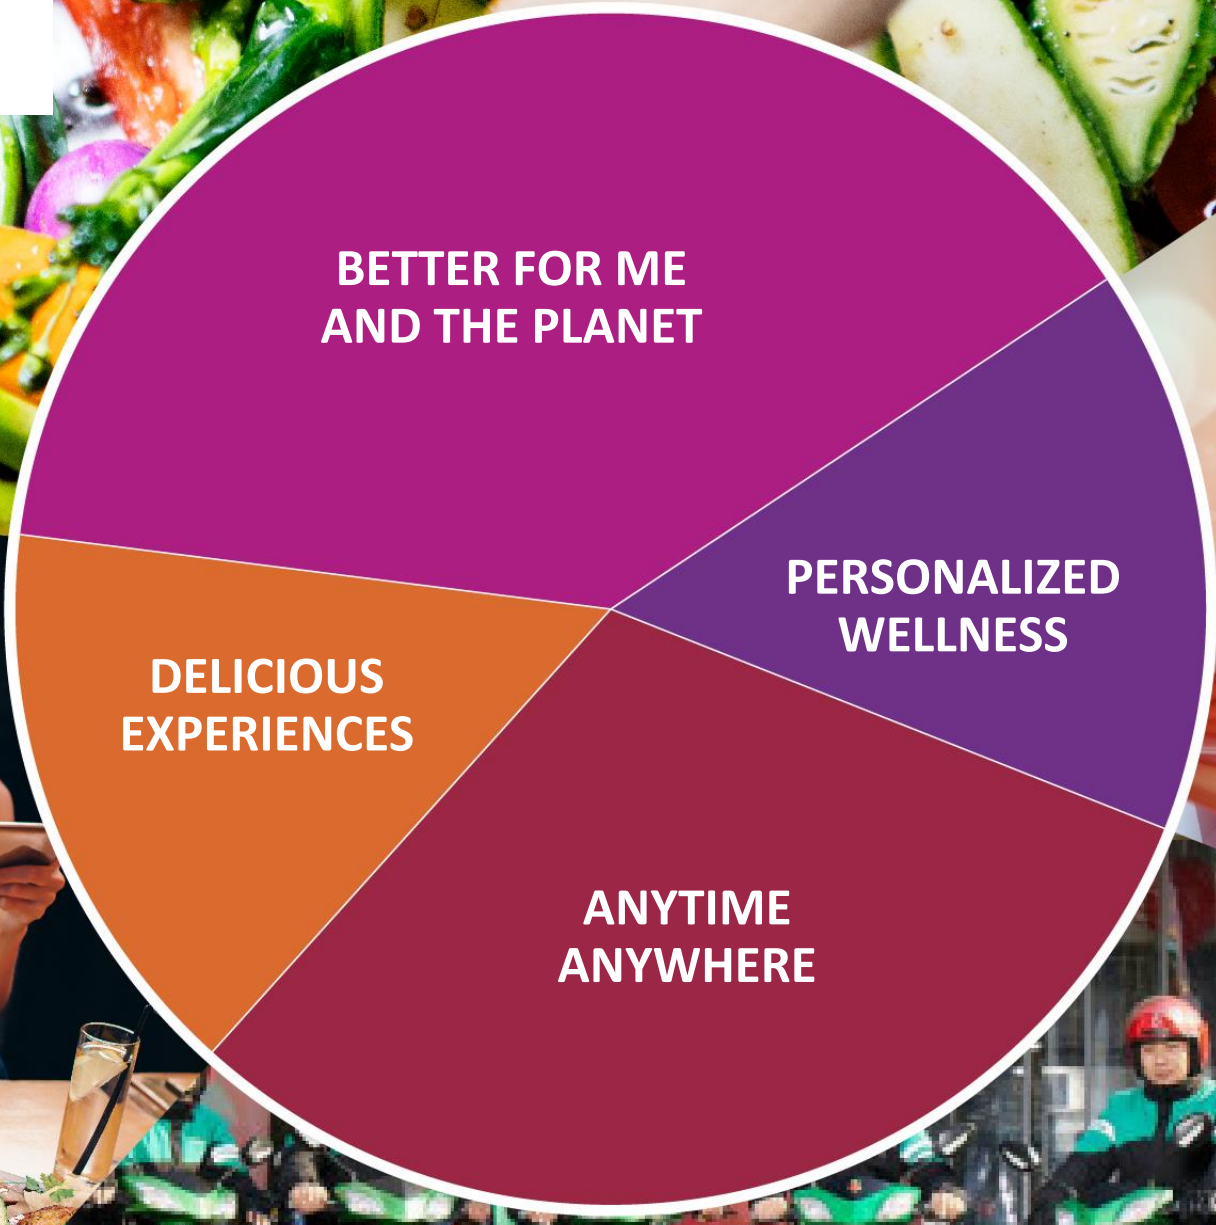 BETTER FOR ME
AND THE PLANET
PERSONALIZED
WELLNESS
DELICIOUS
EXPERIENCES
ANYTIME
ANYWHERE